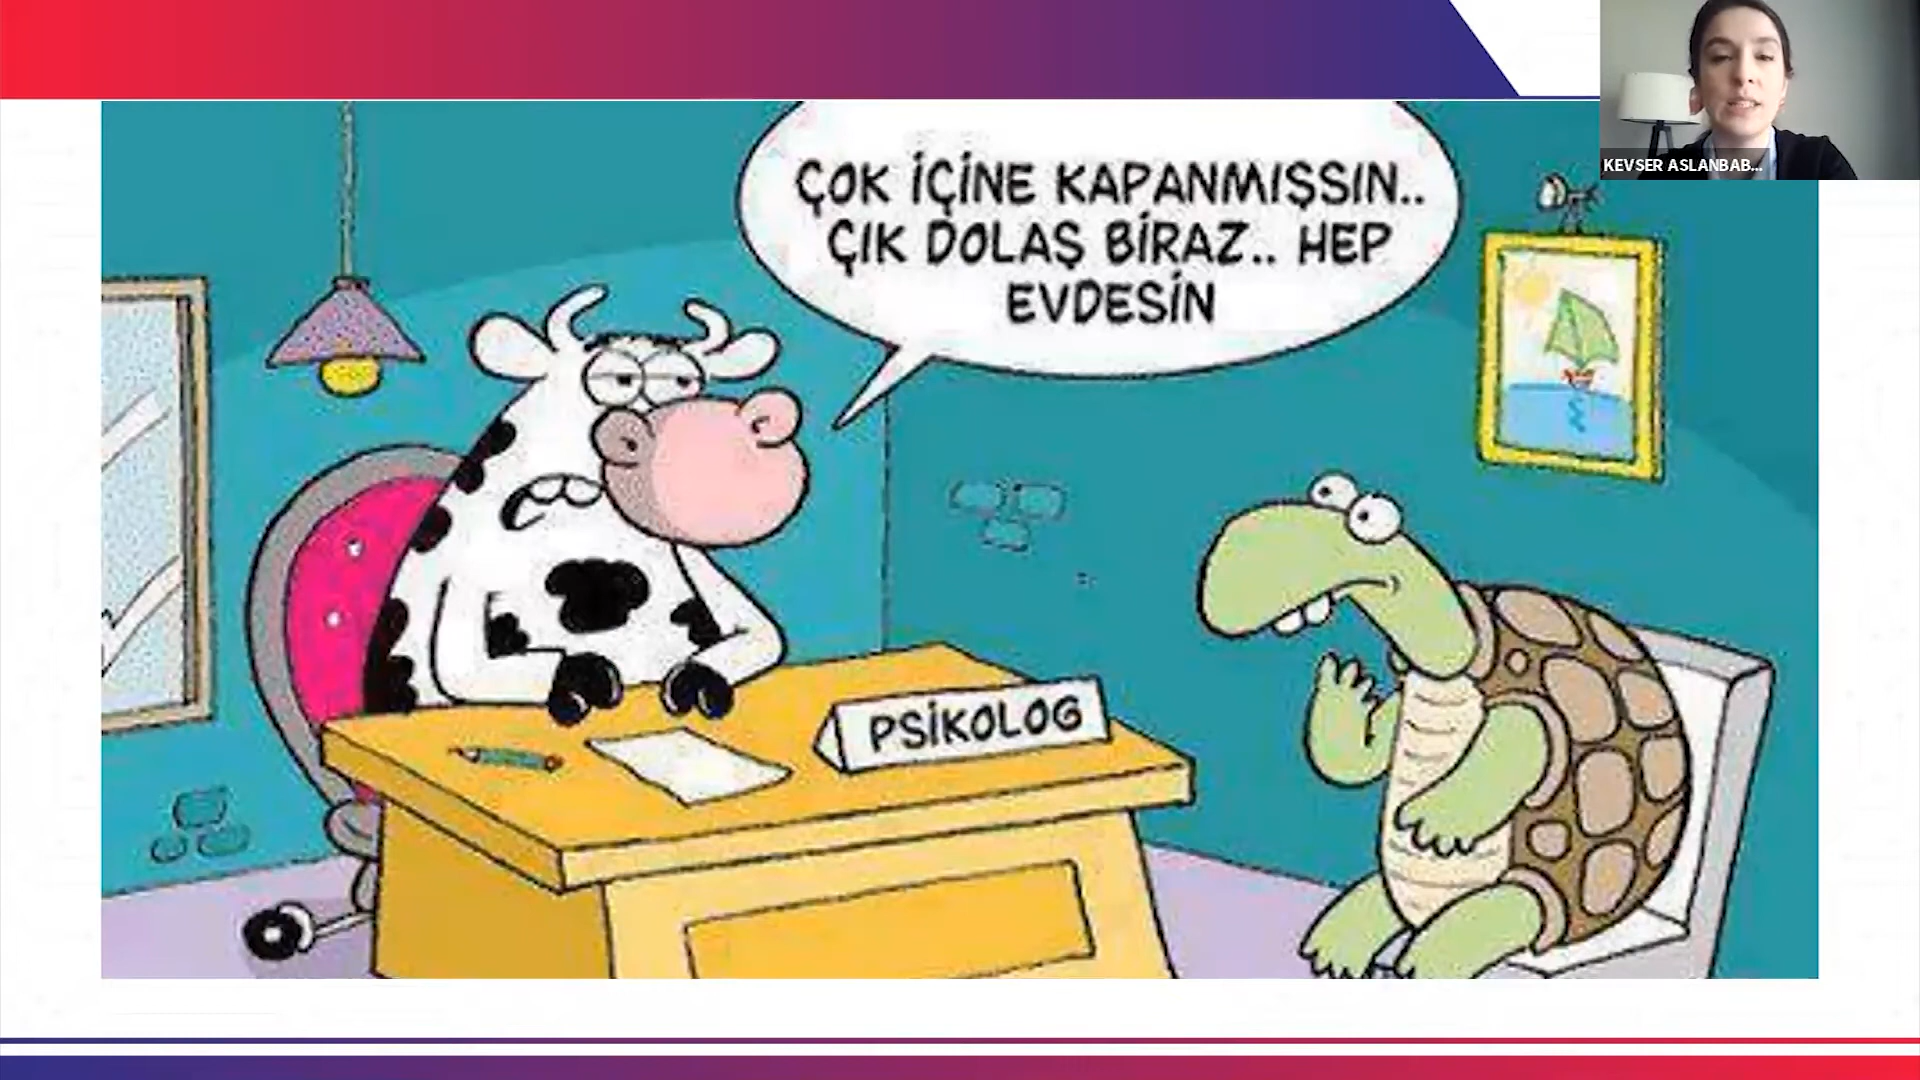 KEVSER ASLANBAB...
ÇOK İÇİNE KAPANMIŞSIN..
ÇIK DOLAŞ BİRAZ.. HEP
EVDESİN
PSİKOLOG